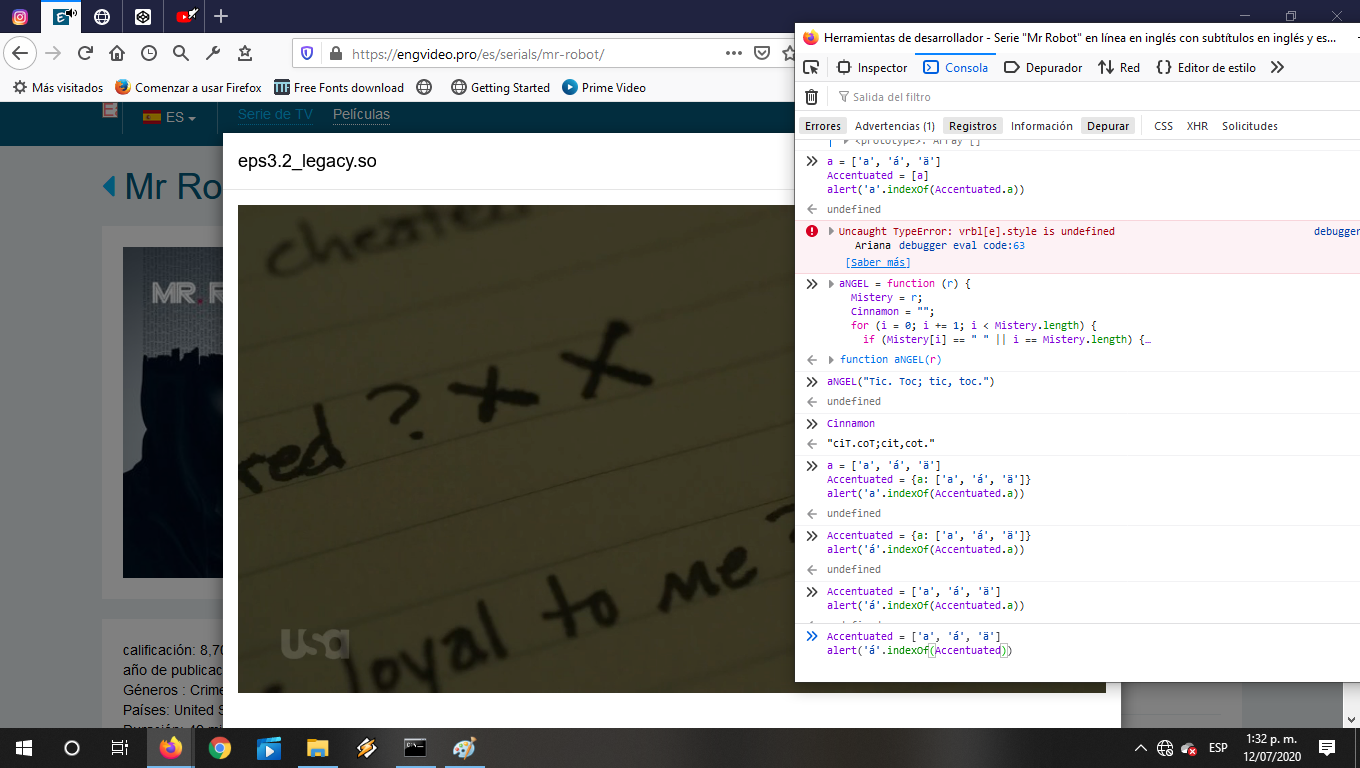 https://engvideo.pro/es/serials/mr-robot/
Más visitados
Comenzar a usar Firefox
Free Fonts download
Getting Started
Prime Video
ES
Serie de TV
Películas
eps3.2_legacy.so
Mr Ro
MR. R
cheated
red ? x x
loyal to me
usa
calificación: 8,70
año de publicac
Géneros : Crime
Países: United S
Herramientas de desarrollador - Serie "Mr Robot" en línea en inglés con subtítulos en inglés y es...
Inspector
Consola
Depurador
Red
{} Editor de estilo
Salida del filtro
Errores
Advertencias (1)
Registros
Información
Depurar
CSS
XHR
Solicitudes
<prototype>: Array []
a = ['a', 'á', 'ä']
Accentuated = [a]
alert('a'.indexOf(Accentuated.a))
undefined
Uncaught TypeError: vrbl[e].style is undefined
debugger
Ariana debugger eval code:63
[Saber más]
aNGEL = function (r) {
Mistery = r;
Cinnamon = "";
for (i = 0; i += 1; i < Mistery.length) {
if (Mistery[i] == " " || i == Mistery.length) {…
function aNGEL(r)
aNGEL("Tic. Toc; tic, toc.")
undefined
Cinnamon
"ciT.coT;cit,cot."
a = ['a', 'á', 'ä']
Accentuated = {a: ['a', 'á', 'ä']}
alert('a'.indexOf(Accentuated.a))
undefined
Accentuated = {a: ['a', 'á', 'ä']}
alert('á'.indexOf(Accentuated.a))
undefined
Accentuated = ['a', 'á', 'ä']
alert('á'.indexOf(Accentuated.a))
Accentuated = ['a', 'á', 'ä']
alert('á'.indexOf(Accentuated))
ESP
1:32 p. m.
12/07/2020